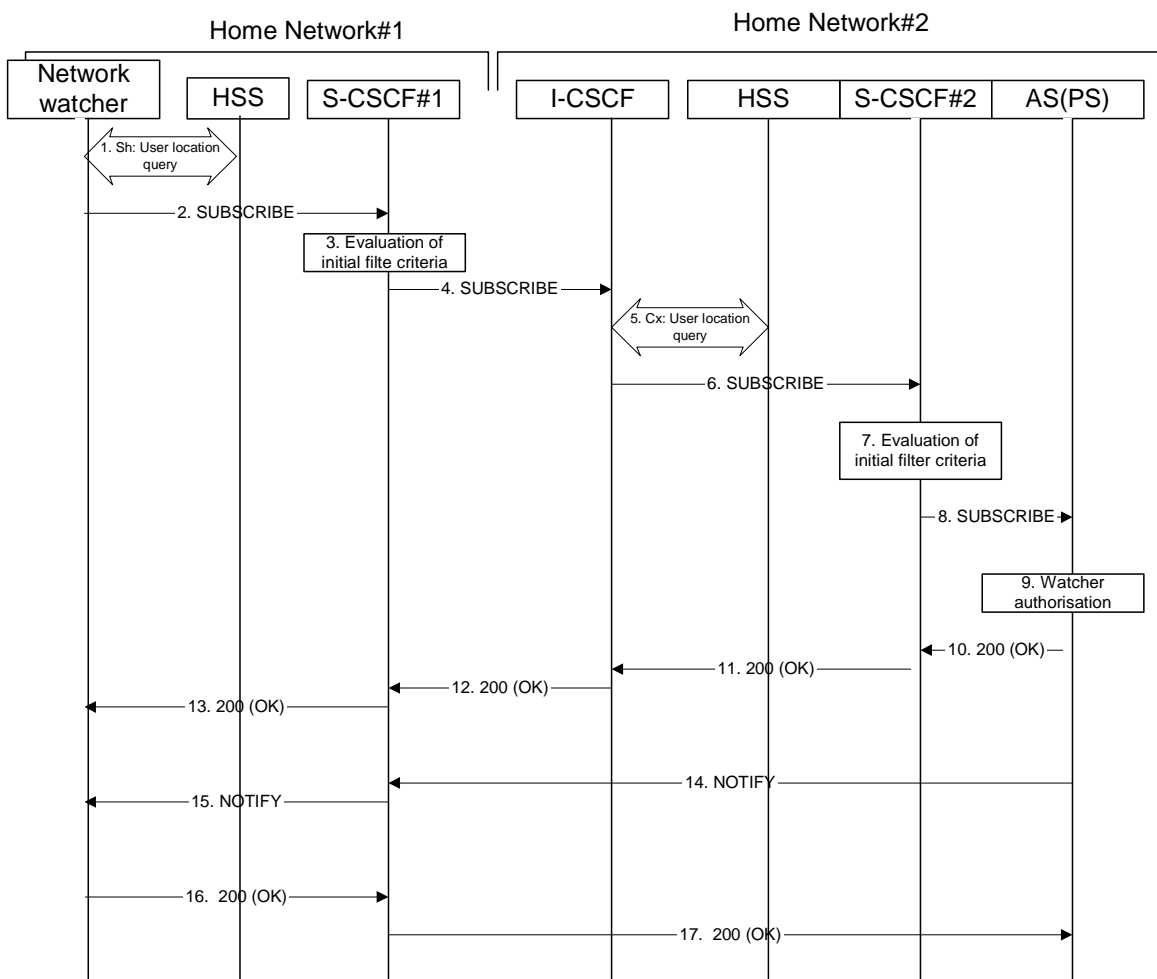 Home Network#1
Home Network#2
Network
watcher
HSS
S-CSCF#1
I-CSCF
HSS
S-CSCF#2
AS(PS)
1. Sh: User location
query
2. SUBSCRIBE
3. Evaluation of
initial filte criteria
4. SUBSCRIBE
5. Cx: User location
query
6. SUBSCRIBE
7. Evaluation of
initial filter criteria
8. SUBSCRIBE
9. Watcher
authorisation
10. 200 (OK)
11. 200 (OK)
12. 200 (OK)
13. 200 (OK)
14. NOTIFY
15. NOTIFY
16. 200 (OK)
17. 200 (OK)